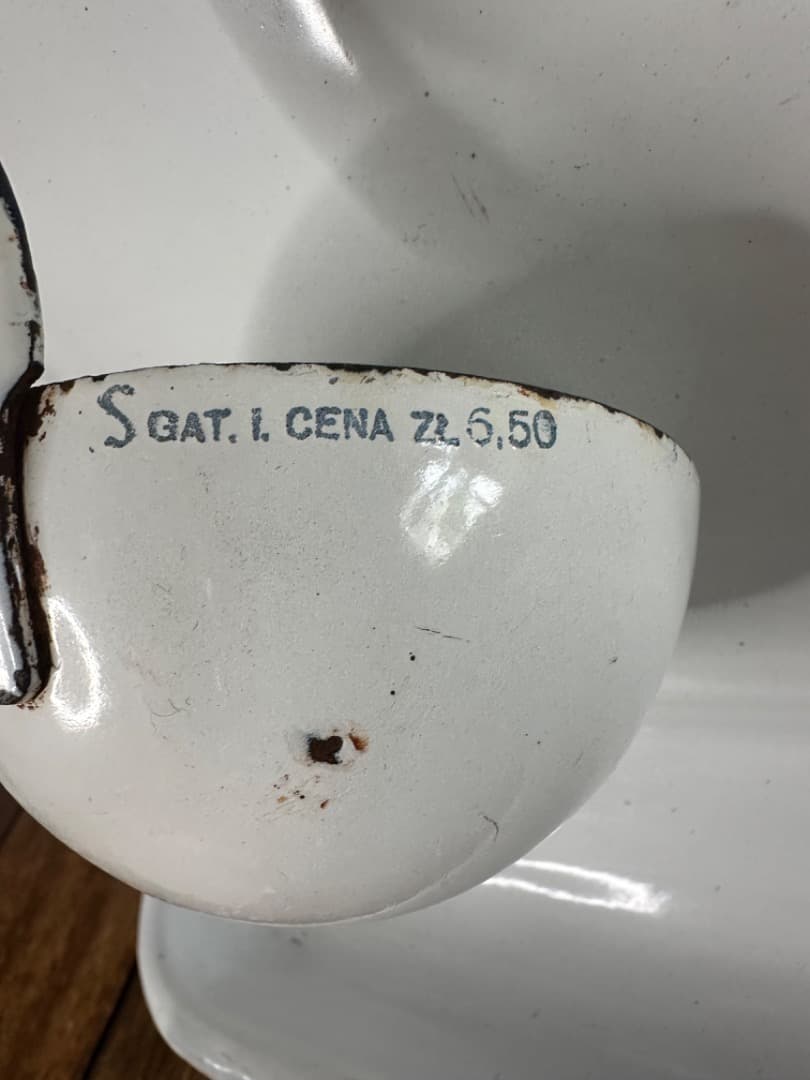 S GAT. I. CENA ZŁ 6,50